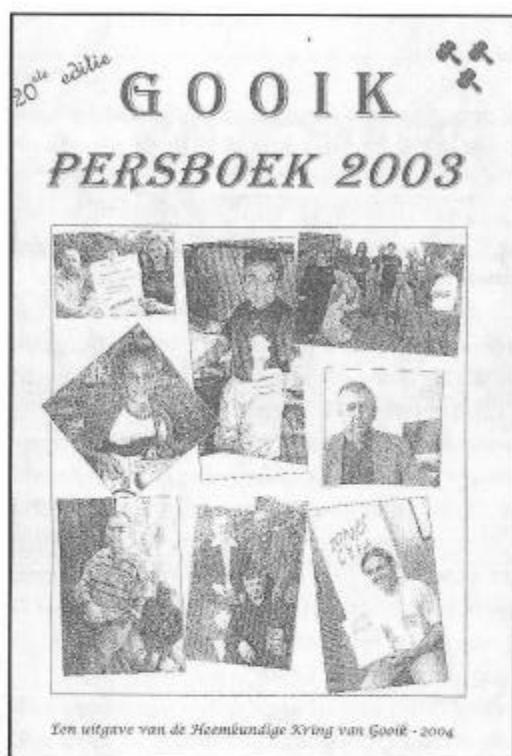 20ste editie
GOOIK
PERSBOEK 2003
Een uitgave van de Heemkundige Kring van Gooik - 2004